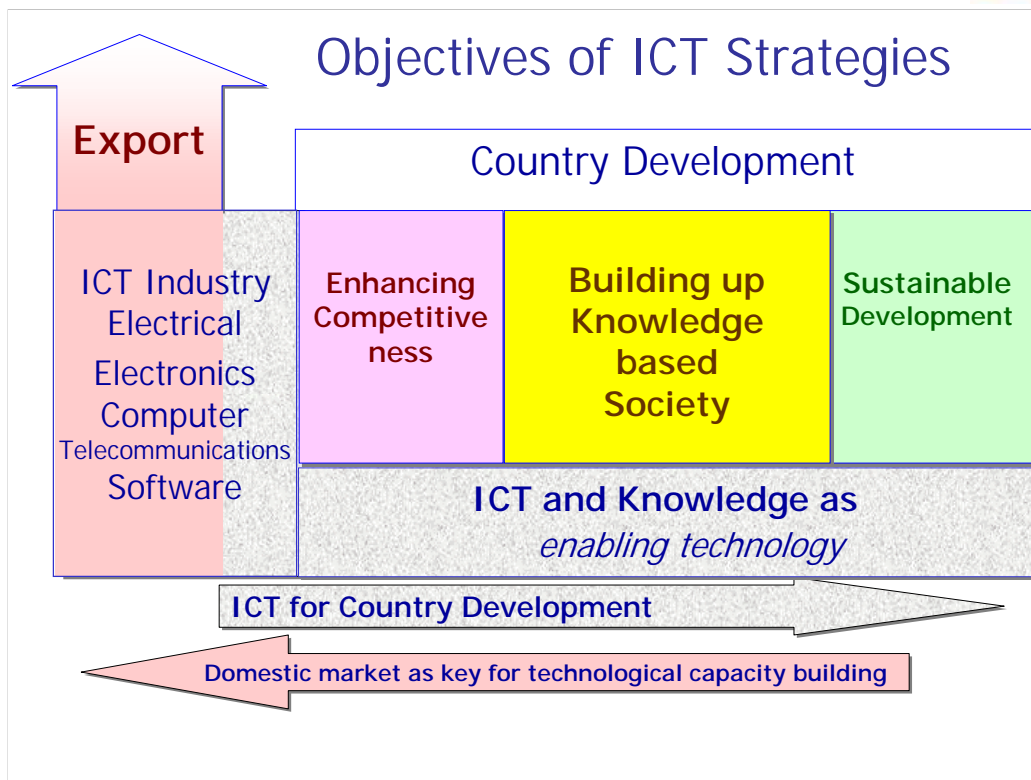 Objectives of ICT Strategies
Export
Country Development
ICT Industry
Electrical
Electronics
Computer
Telecommunications
Software
Enhancing
Competitive
ness
Building up
Knowledge
based
Society
Sustainable
Development
ICT and Knowledge as
enabling technology
ICT for Country Development
Domestic market as key for technological capacity building